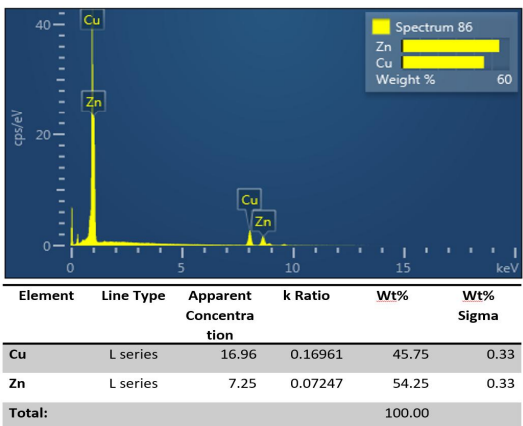 40
Cu
Spectrum 86
Zn
Cu
Weight % 60
Zn
cps/eV
20
Cu
Zn
0
0 5 10 15 keV
Element Line Type Apparent k Ratio Wt% Wt%
Concentra Sigma
tion
Cu L series 16.96 0.16961 45.75 0.33
Zn L series 7.25 0.07247 54.25 0.33
Total: 100.00